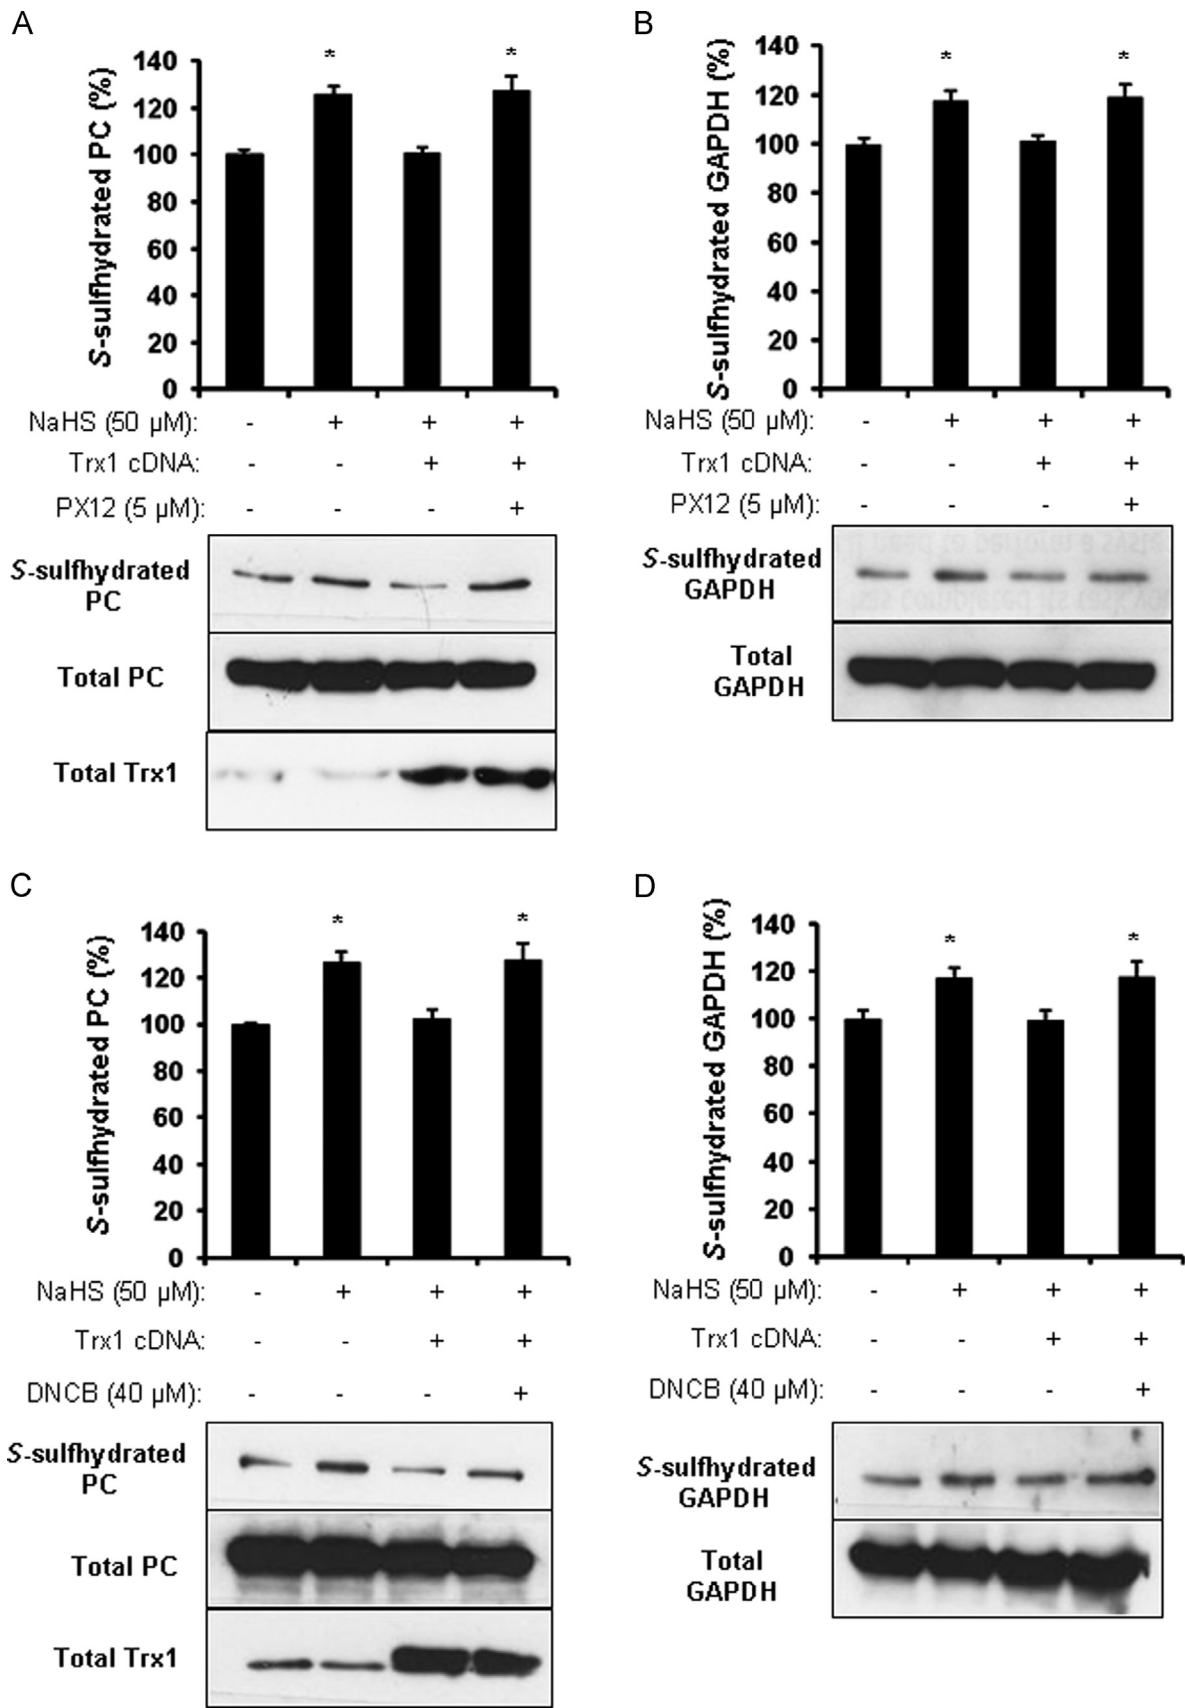 A
S-sulfhydrated PC (%)
140
120
100
80
60
40
20
0
* *
NaHS (50 µM): - + + +
Trx1 cDNA: - - + +
PX12 (5 µM): - - - +
S-sulfhydrated
PC
Total PC
Total Trx1
B
S-sulfhydrated GAPDH (%)
140
120
100
80
60
40
20
0
* *
NaHS (50 µM): - + + +
Trx1 cDNA: - - + +
PX12 (5 µM): - - - +
S-sulfhydrated
GAPDH
Total
GAPDH
C
S-sulfhydrated PC (%)
140
120
100
80
60
40
20
0
* *
NaHS (50 µM): - + + +
Trx1 cDNA: - - + +
DNCB (40 µM): - - - +
S-sulfhydrated
PC
Total PC
Total Trx1
D
S-sulfhydrated GAPDH (%)
140
120
100
80
60
40
20
0
* *
NaHS (50 µM): - + + +
Trx1 cDNA: - - + +
DNCB (40 µM): - - - +
S-sulfhydrated
GAPDH
Total
GAPDH